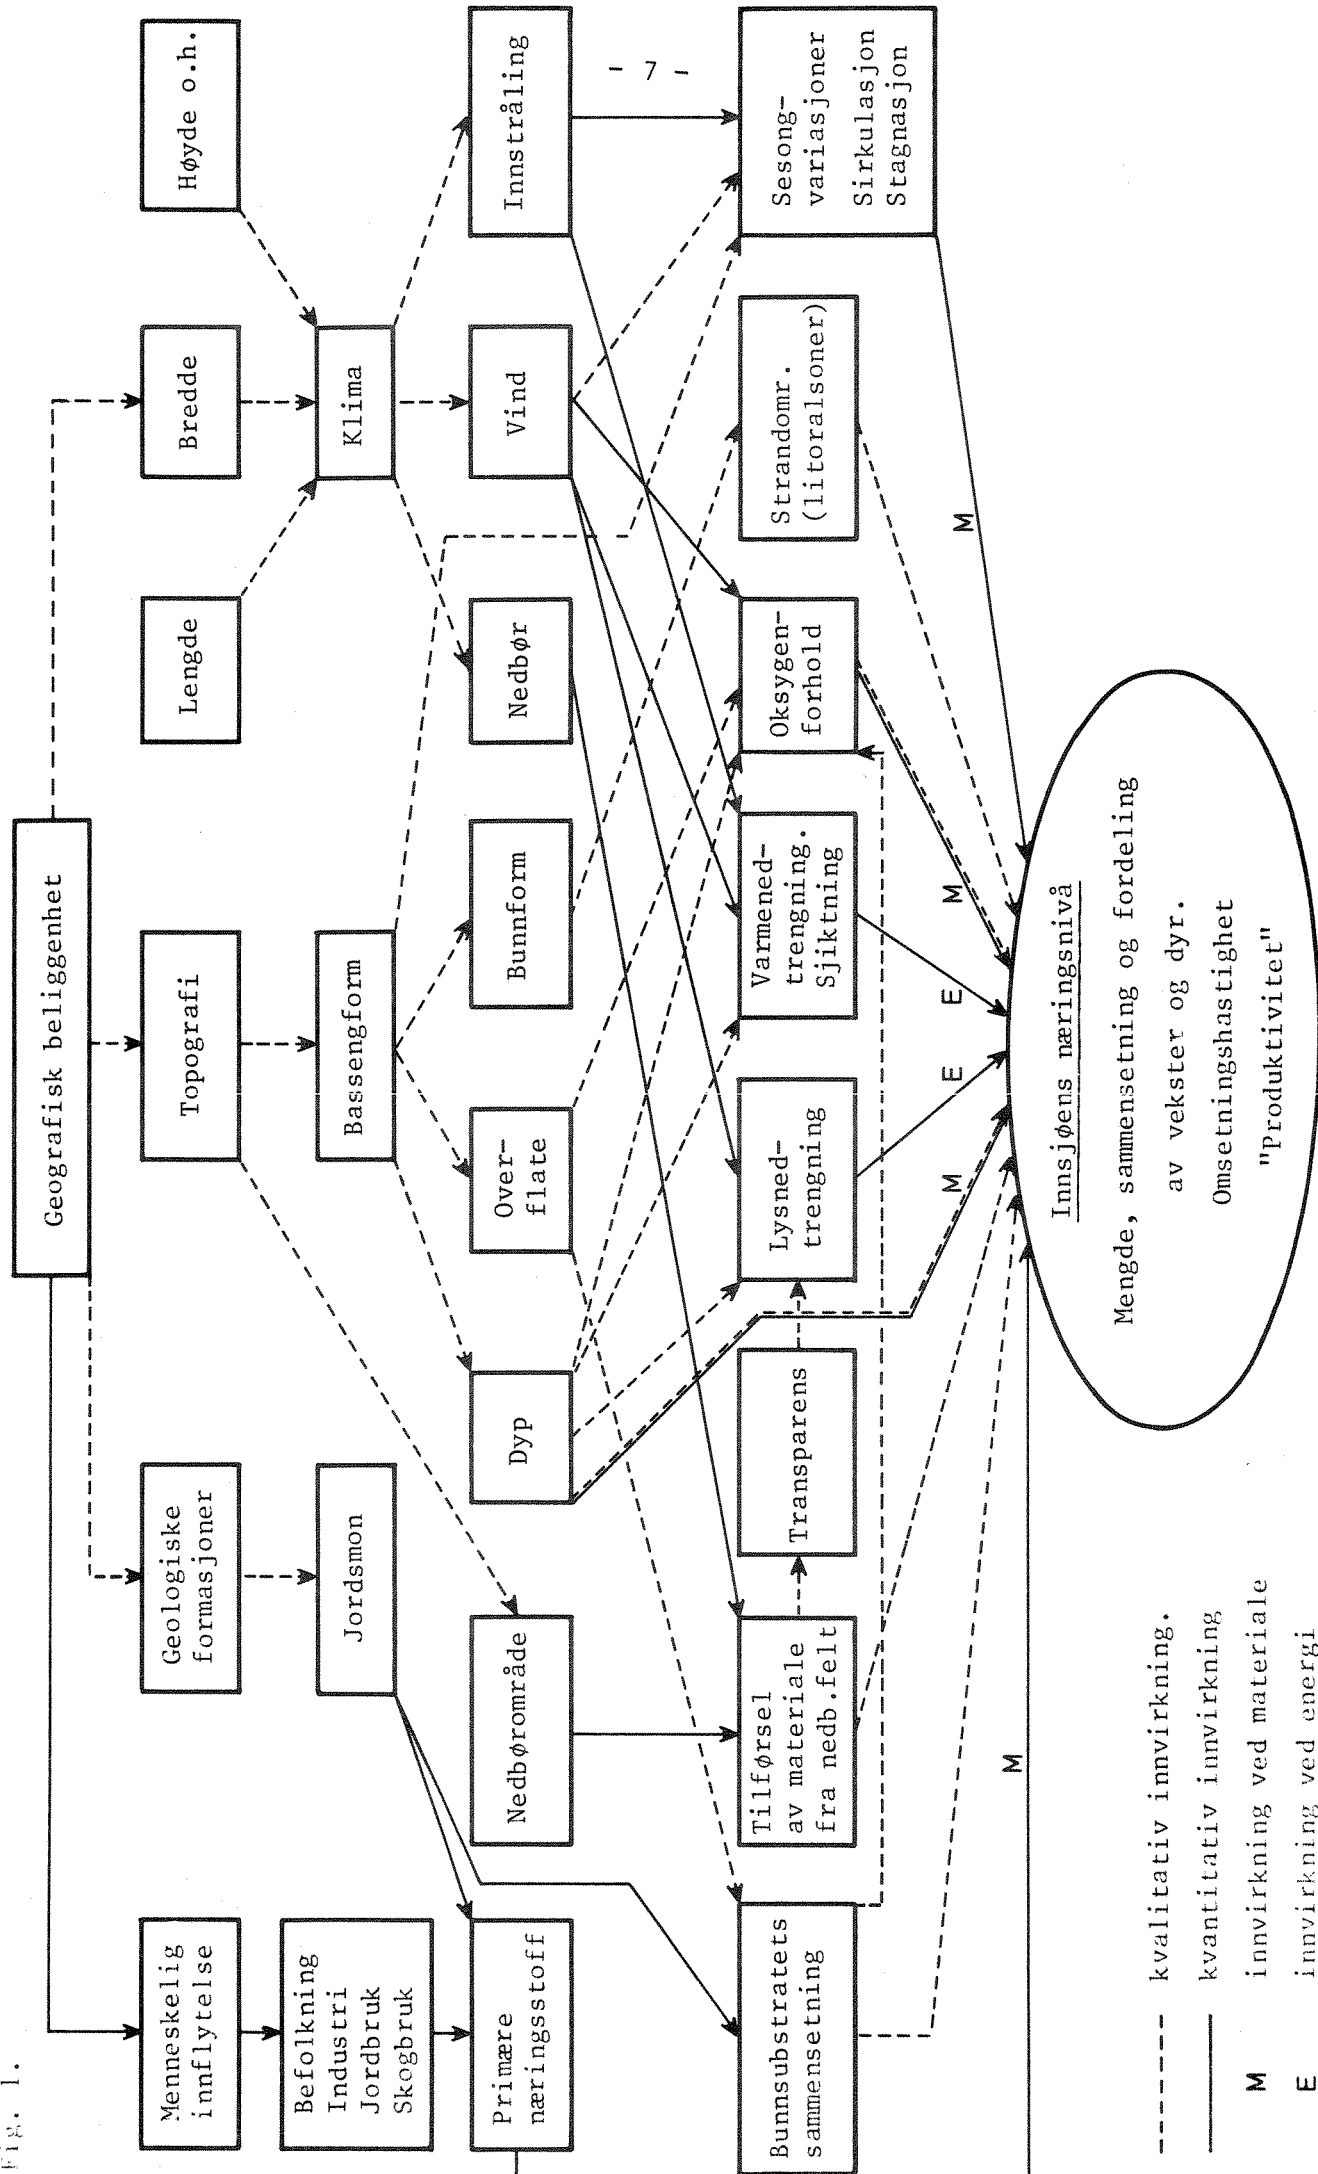 Fig. 1.
- 7 -
Geografisk beliggenhet
Menneskelig
innflytelse
Geologiske
formasjoner
Topografi
Lengde
Bredde
Høyde o.h.
Befolkning
Industri
Jordbruk
Skogbruk
Jordsmon
Bassengform
Klima
Primære
næringsstoff
Nedbørområde
Dyp
Over-
flate
Bunnform
Nedbør
Vind
Innstråling
Bunnsubstratets
sammensetning
Tilførsel
av materiale
fra nedb.felt
Transparens
Lysned-
trengning
Varmened-
trengning.
Sjiktning
Oksygen-
forhold
Strandomr.
(litoralsoner)
Sesong-
variasjoner
Sirkulasjon
Stagnasjon
M
M
E
E
M
M
Innsjøens næringsnivå
Mengde, sammensetning og fordeling
av vekster og dyr.
Omsetningshastighet
"Produktivitet"
kvalitativ innvirkning.
kvantitativ innvirkning
M innvirkning ved materiale
E innvirkning ved energi